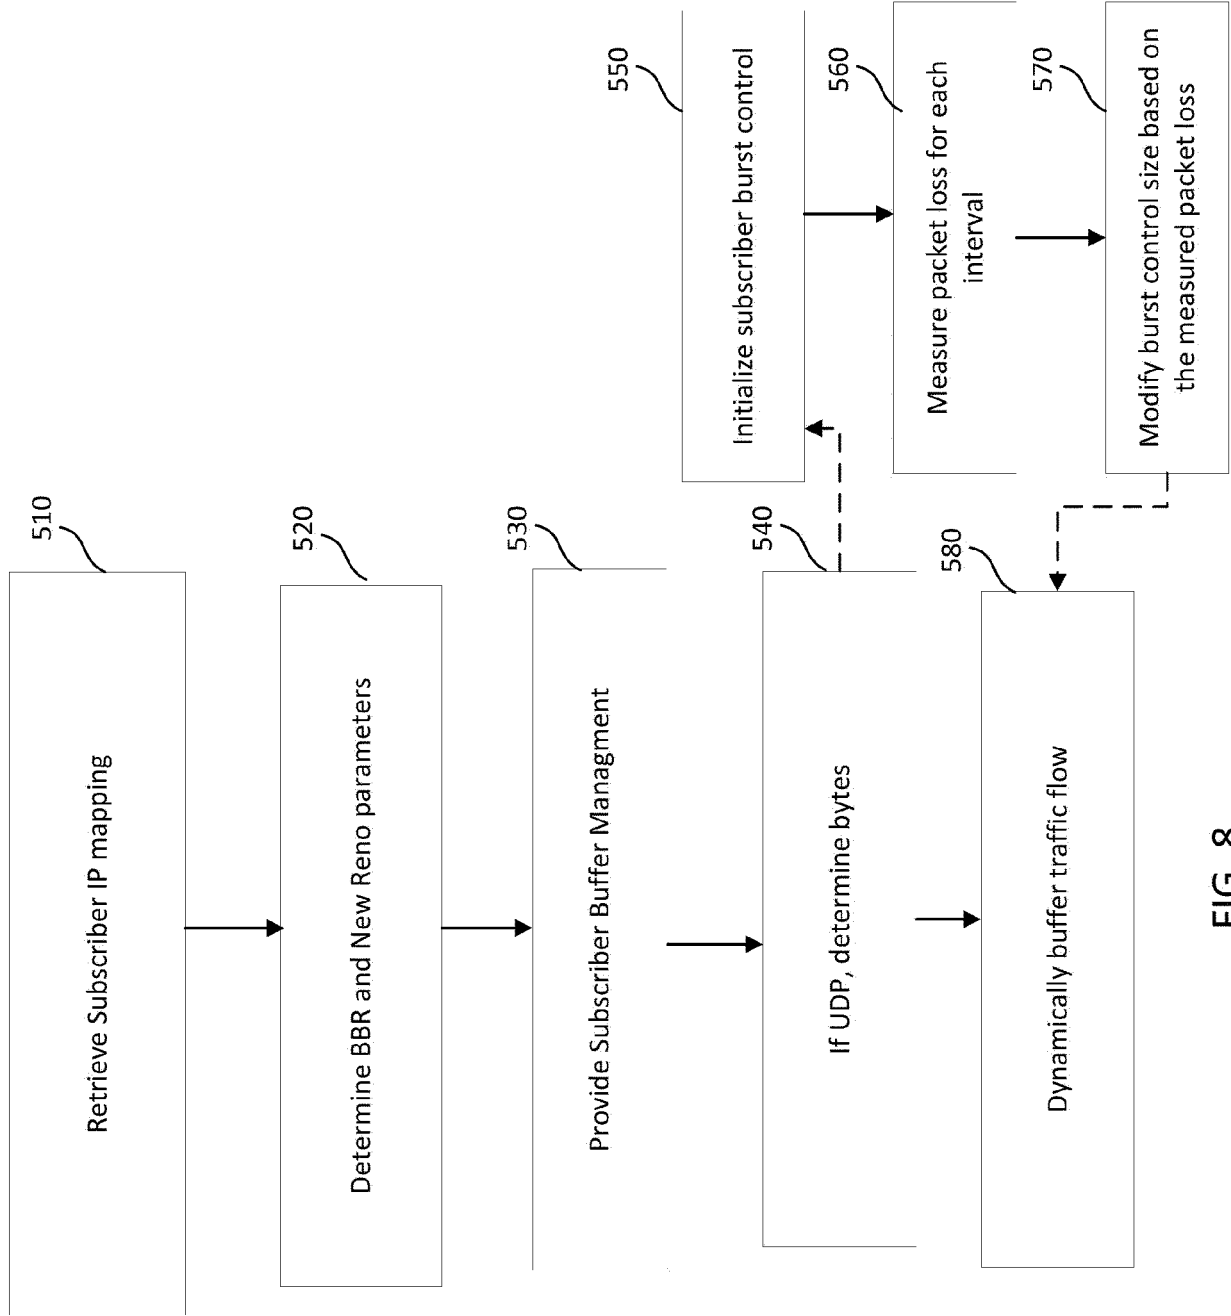 510
Retrieve Subscriber IP mapping
520
Determine BBR and New Reno parameters
530
Provide Subscriber Buffer Managment
540
If UDP, determine bytes
550
Initialize subscriber burst control
560
Measure packet loss for each
interval
570
Modify burst control size based on
the measured packet loss
580
Dynamically buffer traffic flow
FIG. 8